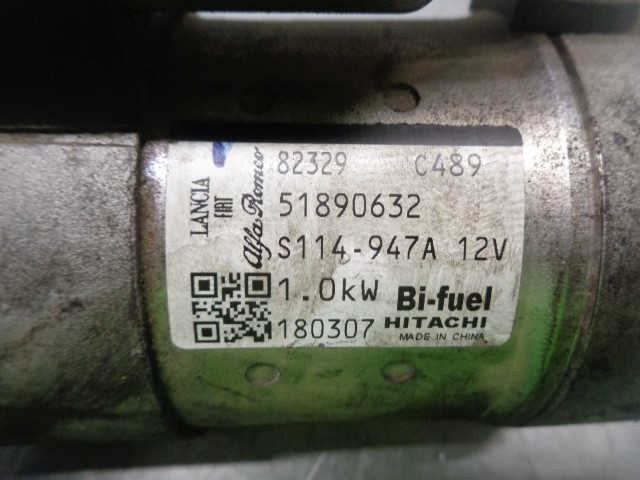 LANCIA
FIAT
Alfa Romeo
82329 C489
51890632
S114-947A 12V
1.0kW Bi-fuel
180307 HITACHI
MADE IN CHINA